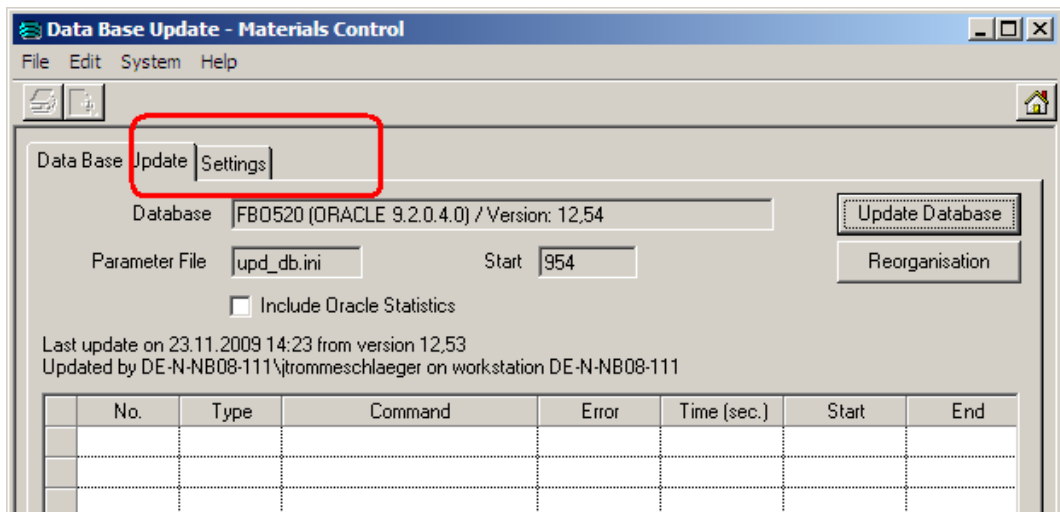 Data Base Update - Materials Control
File Edit System Help
Data Base Update Settings
Database FBO520 (ORACLE 9.2.0.4.0) / Version: 12,54 Update Database
Parameter File upd_db.ini Start 954 Reorganisation
Include Oracle Statistics
Last update on 23.11.2009 14:23 from version 12,53
Updated by DE-N-NB08-111\jtrommeschlaeger on workstation DE-N-NB08-111
No. Type Command Error Time (sec.) Start End